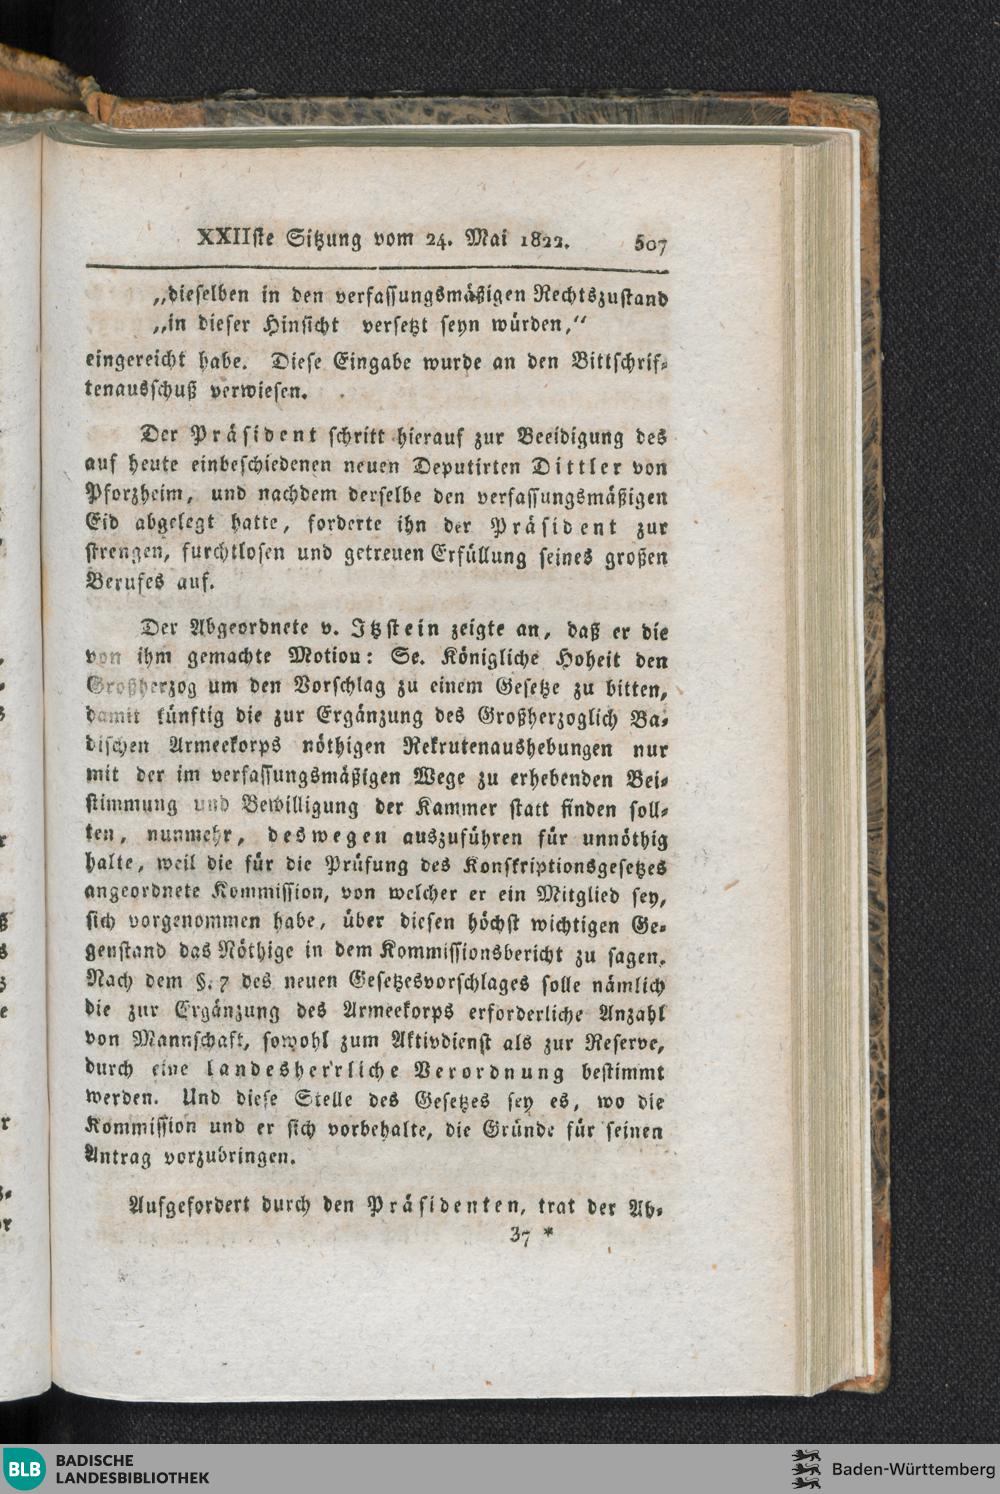 XXIIste Sitzung vom 24. Mai 1822. 507
„dieselben in den verfassungsmäßigen Rechtszustand
„in dieser Hinsicht versetzt seyn würden,“
eingereicht habe. Diese Eingabe wurde an den Bittschrif-
tenausschuß verwiesen.
Der Präsident schritt hierauf zur Beeidigung des
auf heute einbeschiedenen neuen Deputirten Dittler von
Pforzheim, und nachdem derselbe den verfassungsmäßigen
Eid abgelegt hatte, forderte ihn der Präsident zur
strengen, furchtlosen und getreuen Erfüllung seines großen
Berufes auf.
Der Abgeordnete v. Itzstein zeigte an, daß er die
von ihm gemachte Motion: Se. Königliche Hoheit den
Großherzog um den Vorschlag zu einem Gesetze zu bitten,
damit künftig die zur Ergänzung des Großherzoglich Ba-
dischen Armeekorps nöthigen Rekrutenaushebungen nur
mit der im verfassungsmäßigen Wege zu erhebenden Bei-
stimmung und Bewilligung der Kammer statt finden soll-
ten, nunmehr, deswegen auszuführen für unnöthig
halte, weil die für die Prüfung des Konskriptionsgesetzes
angeordnete Kommission, von welcher er ein Mitglied sey,
sich vorgenommen habe, über diesen höchst wichtigen Ge-
genstand das Nöthige in dem Kommissionsbericht zu sagen.
Nach dem §. 7 des neuen Gesetzesvorschlages solle nämlich
die zur Ergänzung des Armeekorps erforderliche Anzahl
von Mannschaft, sowohl zum Aktivdienst als zur Reserve,
durch eine landesherrliche Verordnung bestimmt
werden. Und diese Stelle des Gesetzes sey es, wo die
Kommission und er sich vorbehalte, die Gründe für seinen
Antrag vorzubringen.
Aufgefordert durch den Präsidenten, trat der Ab-
37 *
BLB BADISCHE
LANDESBIBLIOTHEK
Baden-Württemberg